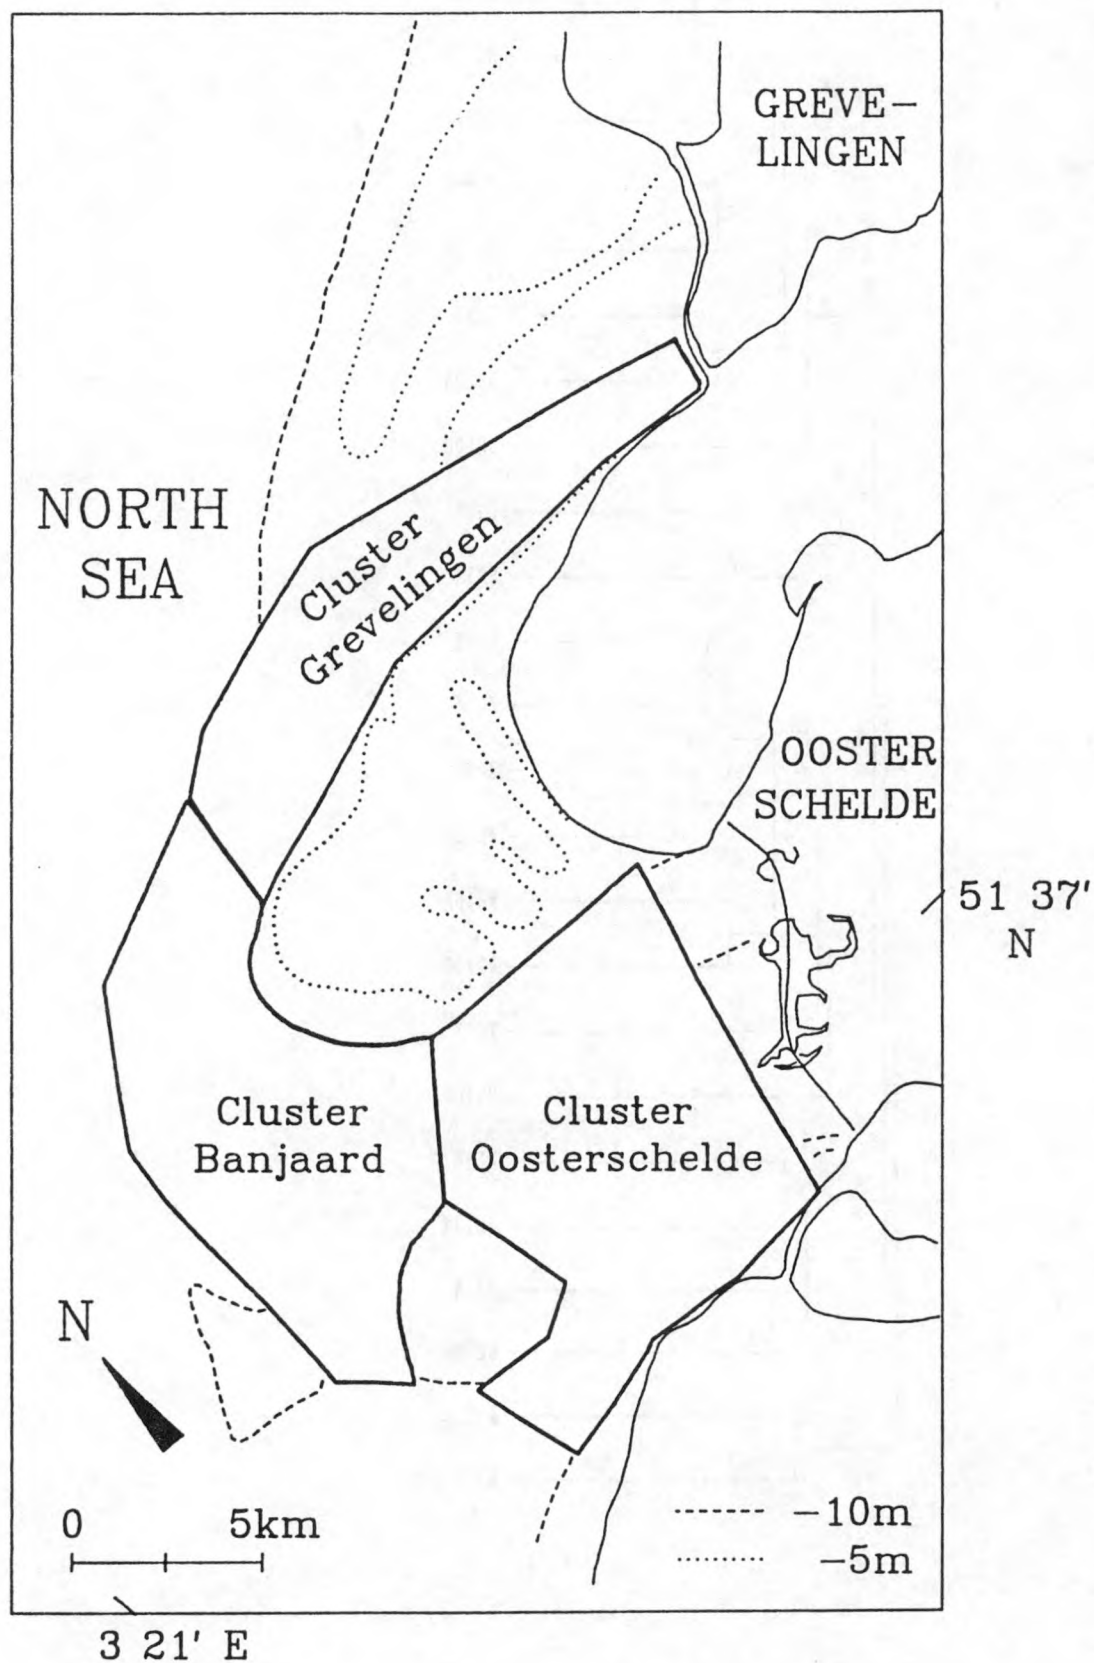 GREVE-
LINGEN
NORTH
SEA
Cluster
Grevelingen
OOSTER
SCHELDE
51 37'
N
Cluster
Banjaard
Cluster
Oosterschelde
N
0 5km
-10m
-5m
3 21' E